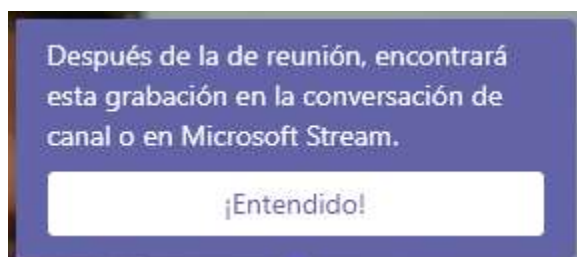 Después de la de reunión, encontrará
esta grabación en la conversación de
canal o en Microsoft Stream.
¡Entendido!